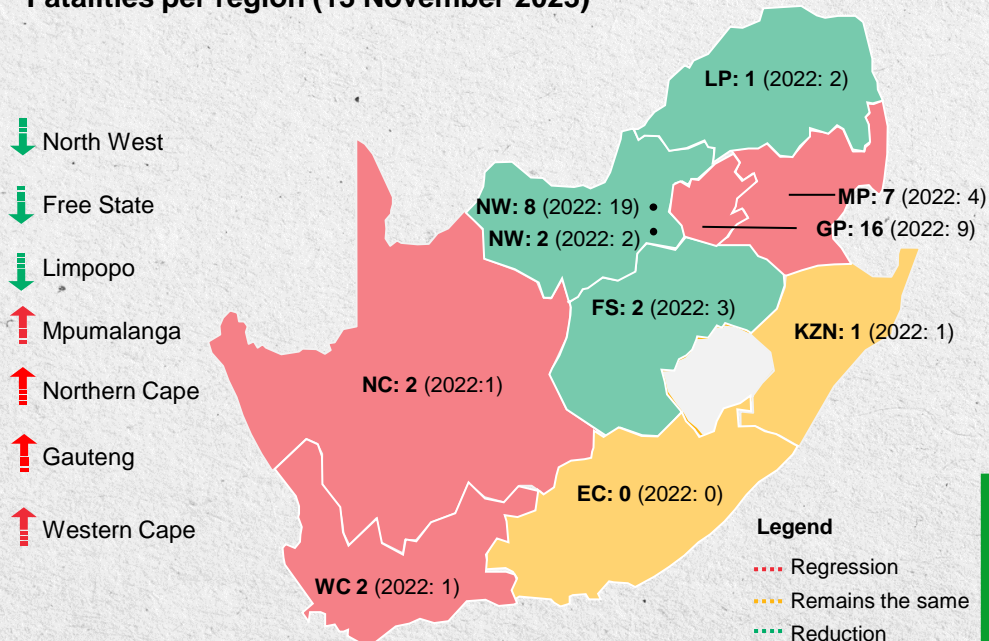 Fatalities per region (13 November 2023)
North West
Free State
Limpopo
Mpumalanga
Northern Cape
Gauteng
Western Cape
LP: 1 (2022: 2)
MP: 7 (2022: 4)
GP: 16 (2022: 9)
NW: 8 (2022: 19)
NW: 2 (2022: 2)
FS: 2 (2022: 3)
KZN: 1 (2022: 1)
NC: 2 (2022:1)
EC: 0 (2022: 0)
WC 2 (2022: 1)
Legend
Regression
Remains the same
Reduction